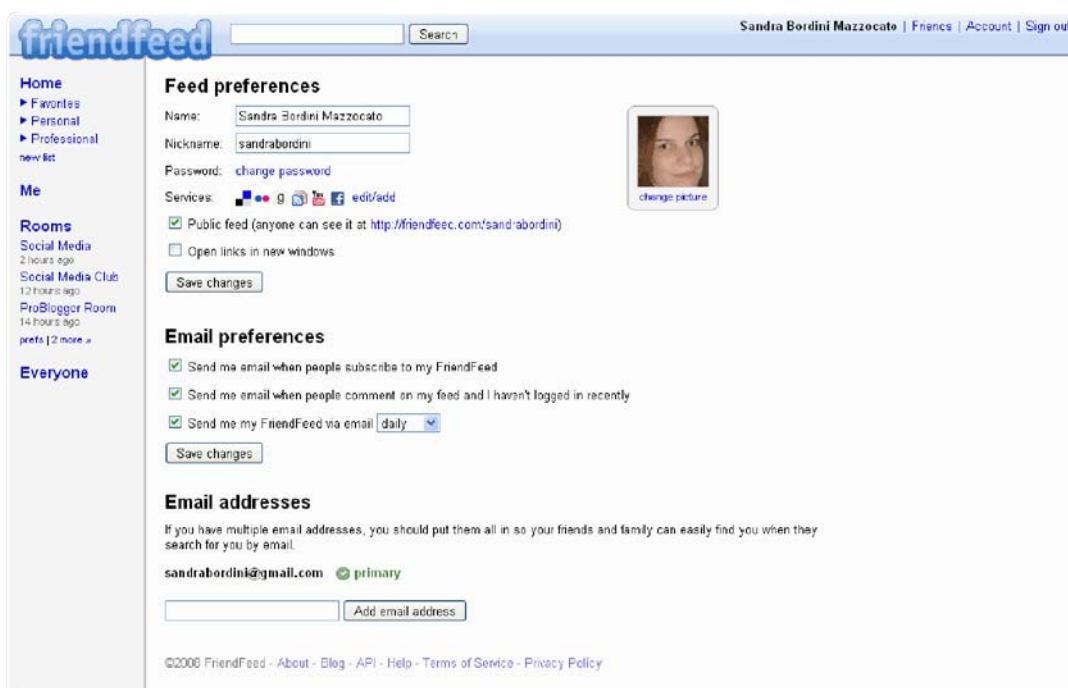 friendfeed
Search
Sandra Bordini Mazzocato | Friends | Account | Sign out
Home
Favorites
Personal
Professional
new list
Me
Rooms
Social Media
2 hours ago
Social Media Club
12 hours ago
ProBlogger Room
14 hours ago
prefs | 2 more »
Everyone
Feed preferences
Name: Sandra Bordini Mazzocato
Nickname: sandrabordini
Password: change password
Services: g You Tube f edit/add
change picture
Public feed (anyone can see it at http://friendfeed.com/sandrabordini)
Open links in new windows
Save changes
Email preferences
Send me email when people subscribe to my FriendFeed
Send me email when people comment on my feed and I haven't logged in recently
Send me my FriendFeed via email daily
Save changes
Email addresses
If you have multiple email addresses, you should put them all in so your friends and family can easily find you when they
search for you by email.
sandrabordini@gmail.com primary
Add email address
©2008 FriendFeed - About - Blog - API - Help - Terms of Service - Privacy Policy